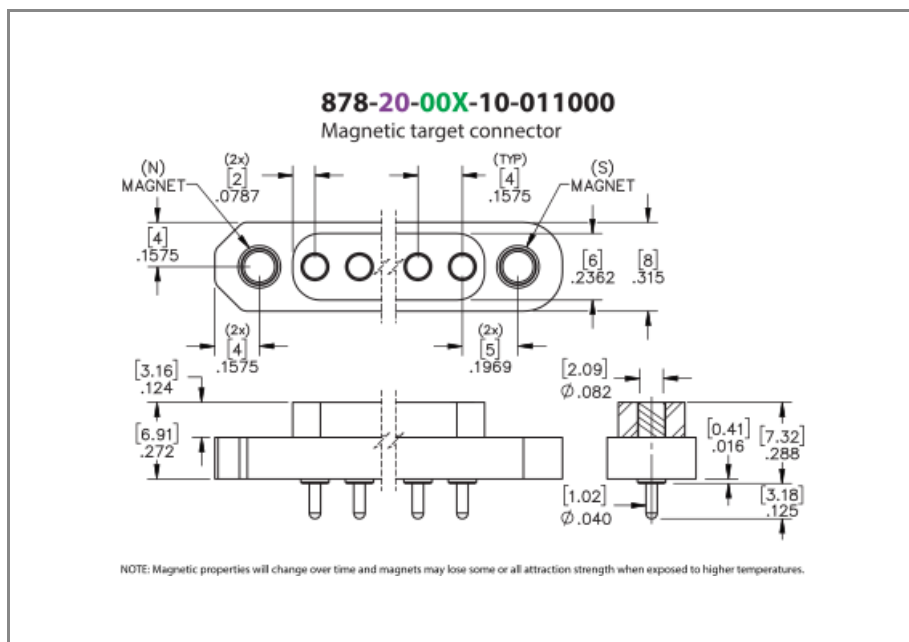 878-20-00X-10-011000
Magnetic target connector
(N)
MAGNET
(2x)
[2]
.0787
(TYP)
[4]
.1575
(S)
MAGNET
[4]
.1575
[6]
.2362
[8]
.315
(2x)
[4]
.1575
(2x)
[5]
.1969
[3.16]
.124
[6.91]
.272
[2.09]
Ø.082
[0.41]
.016
[7.32]
.288
[1.02]
Ø.040
[3.18]
.125
NOTE: Magnetic properties will change over time and magnets may lose some or all attraction strength when exposed to higher temperatures.